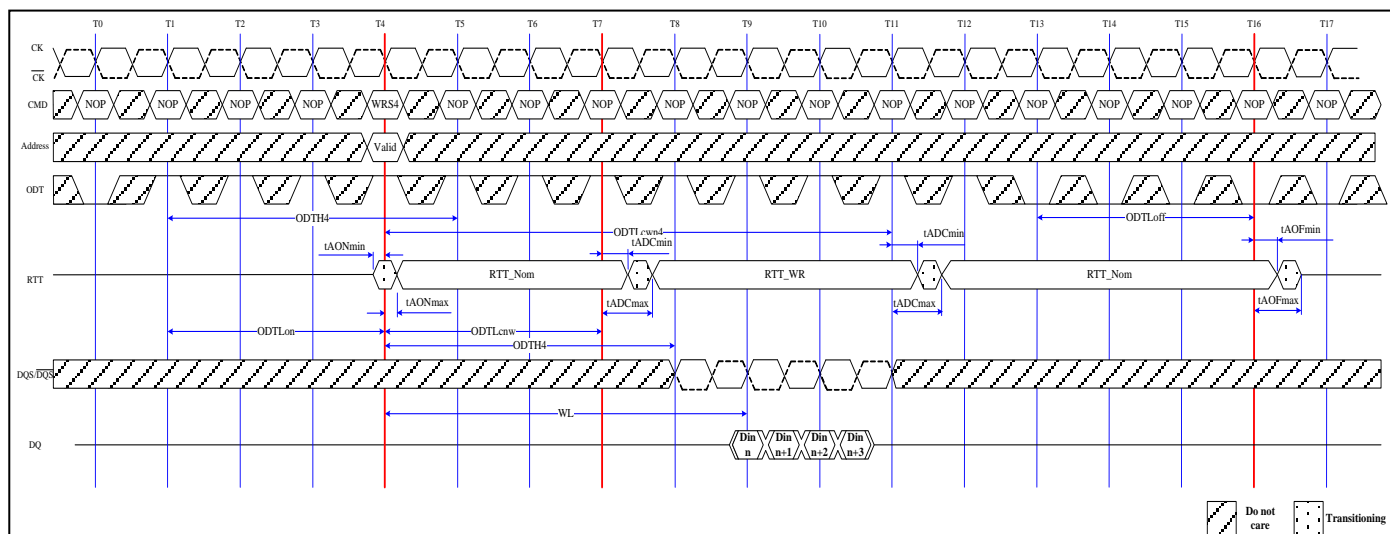 T0 T1 T2 T3 T4 T5 T6 T7 T8 T9 T10 T11 T12 T13 T14 T15 T16 T17
CK
CK
CMD NOP NOP NOP NOP WRS4 NOP NOP NOP NOP NOP NOP NOP NOP NOP NOP NOP NOP NOP
Address Valid
ODT
ODTH4 ODTLoff
ODTLcwn4
tAONmin tADCmin tADCmin tAOFmin
RTT RTT_Nom RTT_WR RTT_Nom
tAONmax tADCmax tADCmax tAOFmax
ODTLon ODTLcnw
ODTH4
DQS/DQS
WL
DQ Din n Din n+1 Din n+2 Din n+3
Do not care Transitioning